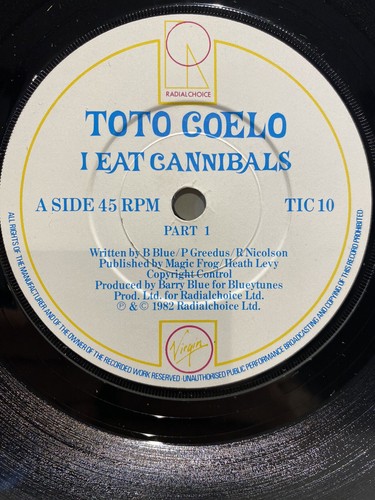 RADIALCHOICE
TOTO COELO
I EAT CANNIBALS
A SIDE 45 RPM TIC 10
PART 1
Written by B Blue/P Greedus/R Nicolson
Published by Magic Frog/Heath Levy
Copyright Control
Produced by Barry Blue for Blueytunes
Prod. Ltd. for Radialchoice Ltd.
℗ & © 1982 Radialchoice Ltd.
Virgin
ALL RIGHTS OF THE MANUFACTURER AND OF THE OWNER OF THE RECORDED WORK RESERVED UNAUTHORISED PUBLIC PERFORMANCE BROADCASTING AND COPYING OF THIS RECORD PROHIBITED